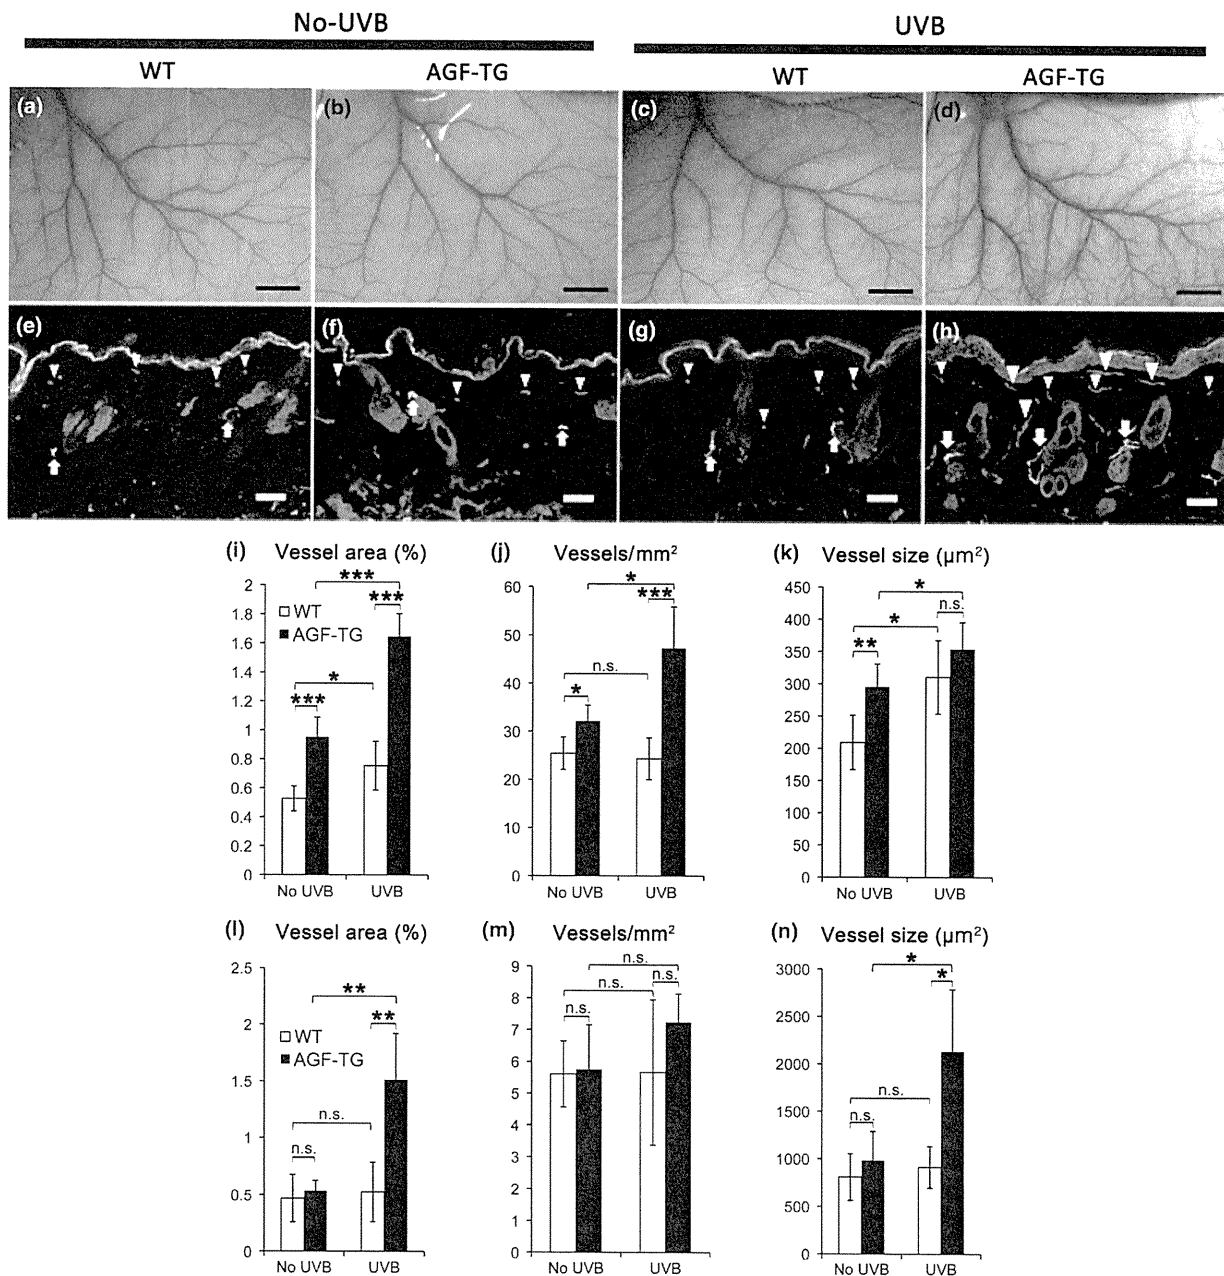 No-UVB UVB
WT AGF-TG WT AGF-TG
(a) (b) (c) (d)
(e) (f) (g) (h)
(i) Vessel area (%)
2
1.8
1.6
1.4
1.2
1
0.8
0.6
0.4
0.2
0
***
***
*
***
WT
AGF-TG
No UVB UVB
(j) Vessels/mm²
60
50
40
30
20
10
0
*
***
n.s.
*
No UVB UVB
(k) Vessel size (µm²)
450
400
350
300
250
200
150
100
50
0
*
n.s.
*
**
No UVB UVB
(l) Vessel area (%)
2.5
2
1.5
1
0.5
0
**
**
n.s.
n.s.
WT
AGF-TG
No UVB UVB
(m) Vessels/mm²
9
8
7
6
5
4
3
2
1
0
n.s.
n.s.
n.s.
n.s.
No UVB UVB
(n) Vessel size (µm²)
3000
2500
2000
1500
1000
500
0
*
*
n.s.
n.s.
No UVB UVB